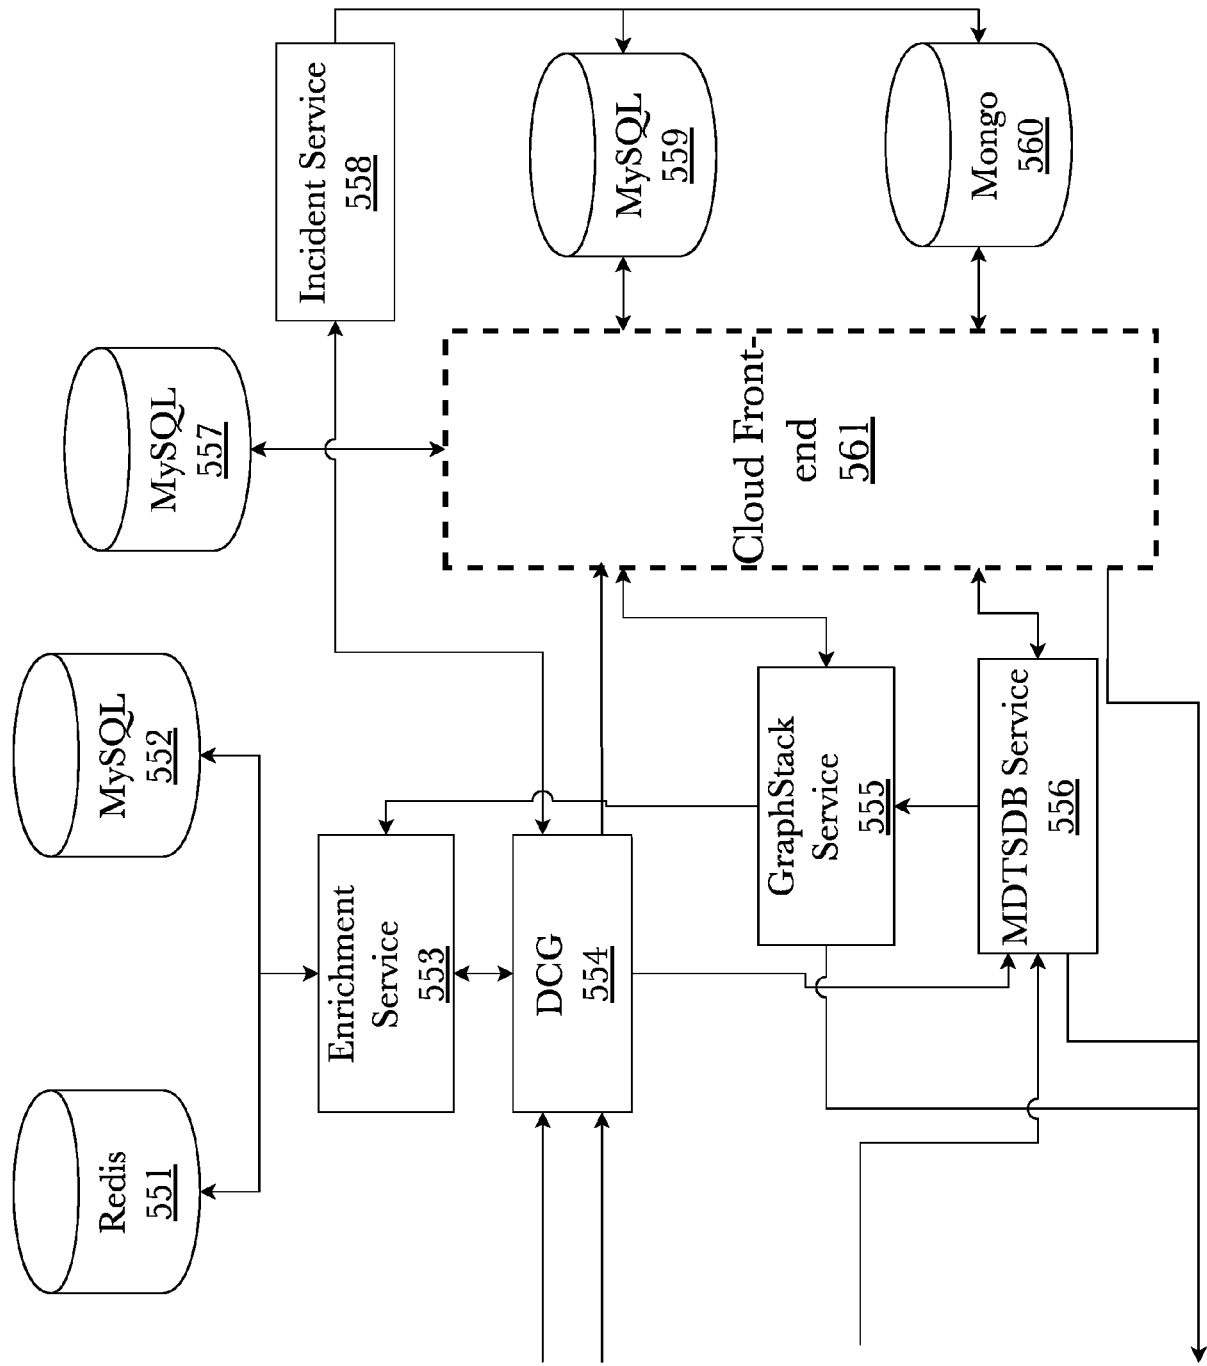 Redis
551
MySQL
552
MySQL
557
Incident Service
558
Enrichment
Service
553
DCG
554
MySQL
559
Mongo
560
Cloud Front-
end
561
GraphStack
Service
555
MDTSDB Service
556